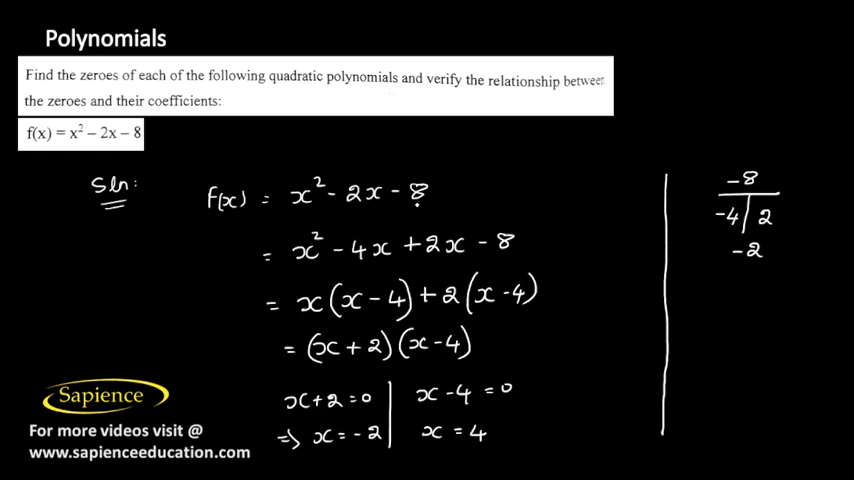 Polynomials
Find the zeroes of each of the following quadratic polynomials and verify the relationship between
the zeroes and their coefficients:
f(x) = x² – 2x – 8
Sln:
f(x) = x² - 2x - 8
= x² - 4x + 2x - 8
= x(x - 4) + 2(x - 4)
= (x + 2)(x - 4)
x + 2 = 0 | x - 4 = 0
=> x = -2 | x = 4
-8
-4 | 2
-2
Sapience
For more videos visit @
www.sapienceeducation.com